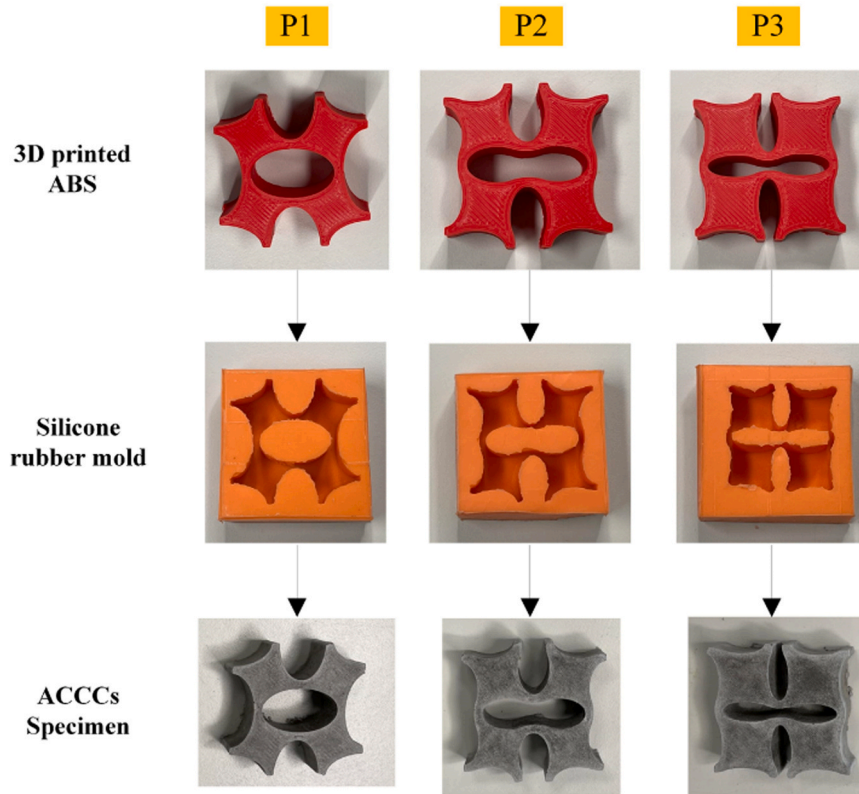 P1
P2
P3
3D printed
ABS
Silicone
rubber mold
ACCCs
Specimen